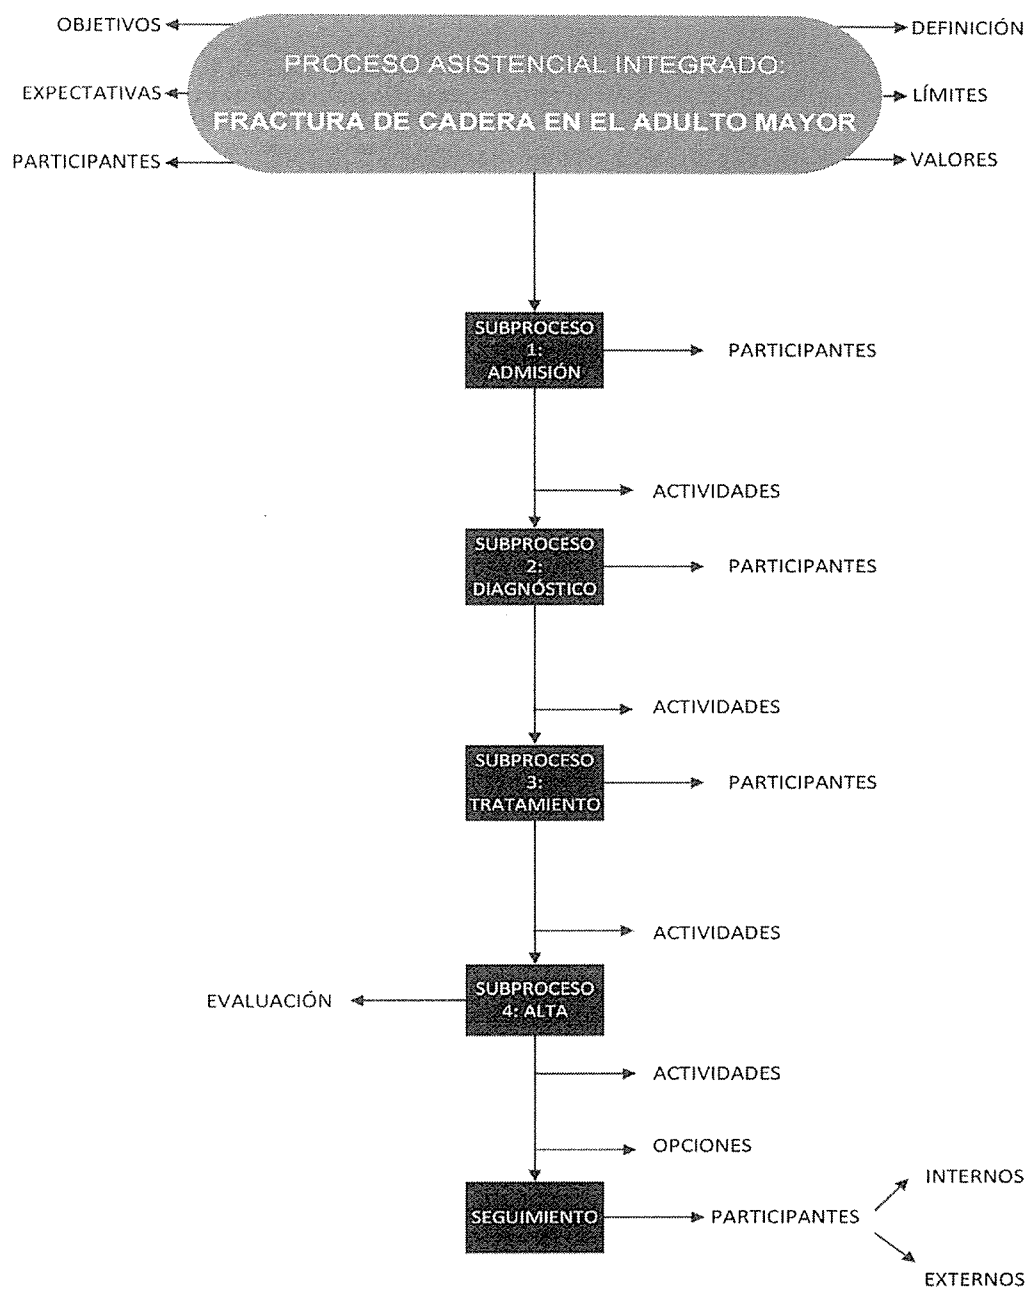 OBJETIVOS
DEFINICIÓN
PROCESO ASISTENCIAL INTEGRADO:
EXPECTATIVAS
LÍMITES
FRACTURA DE CADERA EN EL ADULTO MAYOR
PARTICIPANTES
VALORES
SUBPROCESO
1:
ADMISIÓN
PARTICIPANTES
ACTIVIDADES
SUBPROCESO
2:
DIAGNÓSTICO
PARTICIPANTES
ACTIVIDADES
SUBPROCESO
3:
TRATAMIENTO
PARTICIPANTES
ACTIVIDADES
SUBPROCESO
4: ALTA
EVALUACIÓN
ACTIVIDADES
OPCIONES
SEGUIMIENTO
PARTICIPANTES
INTERNOS
EXTERNOS